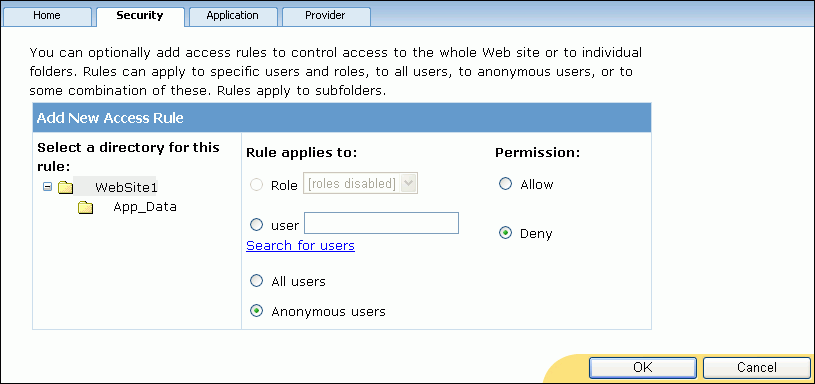 Home Security Application Provider
You can optionally add access rules to control access to the whole Web site or to individual
folders. Rules can apply to specific users and roles, to all users, to anonymous users, or to
some combination of these. Rules apply to subfolders.
Add New Access Rule
Select a directory for this
rule:
WebSite1
App_Data
Rule applies to:
Role [roles disabled]
user
Search for users
All users
Anonymous users
Permission:
Allow
Deny
OK Cancel